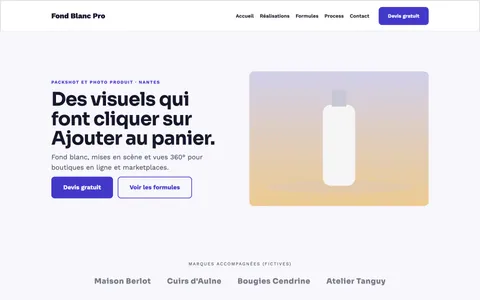 Fond Blanc Pro
Accueil Réalisations Formules Process Contact Devis gratuit
PACKSHOT ET PHOTO PRODUIT · NANTES
Des visuels qui
font cliquer sur
Ajouter au panier.
Fond blanc, mises en scène et vues 360° pour
boutiques en ligne et marketplaces.
Devis gratuit Voir les formules
MARQUES ACCOMPAGNÉES (FICTIVES)
Maison Berlot Cuirs d'Aulne Bougies Cendrine Atelier Tanguy